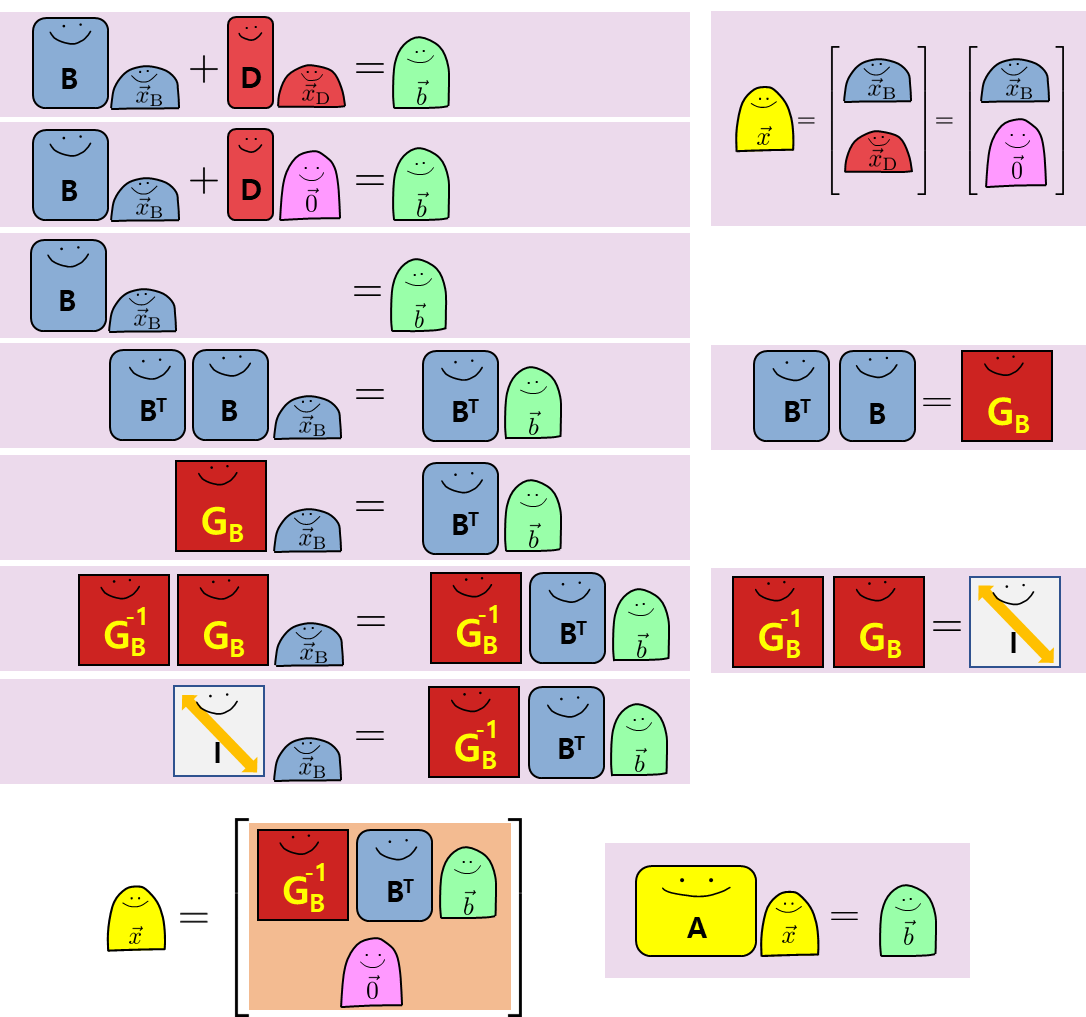 B x⃗B + D x⃗D = b⃗
x⃗ = [ x⃗B x⃗D ] = [ x⃗B 0⃗ ]
B x⃗B + D 0⃗ = b⃗
B x⃗B = b⃗
Bᵀ B x⃗B = Bᵀ b⃗
Bᵀ B = GB
GB x⃗B = Bᵀ b⃗
GB⁻¹ GB x⃗B = GB⁻¹ Bᵀ b⃗
GB⁻¹ GB = I
I x⃗B = GB⁻¹ Bᵀ b⃗
x⃗ = [ GB⁻¹ Bᵀ b⃗ 0⃗ ]
A x⃗ = b⃗